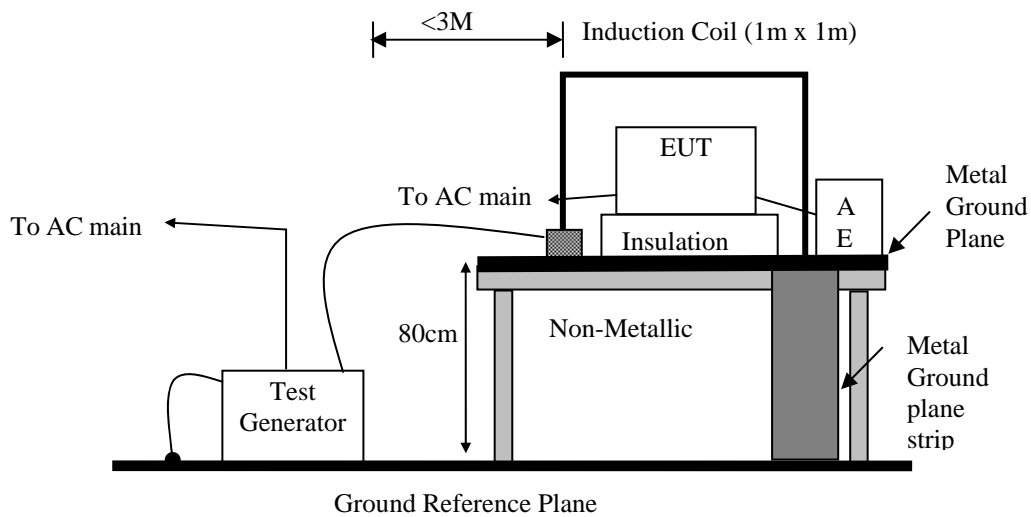 <3M
Induction Coil (1m x 1m)
EUT
To AC main
To AC main
Insulation
A
E
Metal
Ground
Plane
80cm
Non-Metallic
Metal
Ground
plane
strip
Test
Generator
Ground Reference Plane